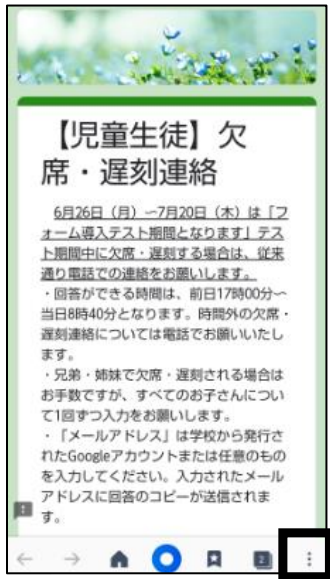 【児童生徒】欠
席・遅刻連絡
6月26日（月）～7月20日（木）は「フ
ォーム導入テスト期間となります」テス
ト期間中に欠席・遅刻する場合は、従来
通り電話での連絡をお願いします。
・回答ができる時間は、前日17時00分～
当日8時40分となります。時間外の欠席・
遅刻連絡については電話でお願いいたし
ます。
・兄弟・姉妹で欠席・遅刻される場合は
お手数ですが、すべてのお子さんについ
て1回ずつ入力をお願いします。
・「メールアドレス」は学校から発行さ
れたGoogleアカウントまたは任意のもの
を入力してください。入力されたメール
アドレスに回答のコピーが送信されま
す。
2